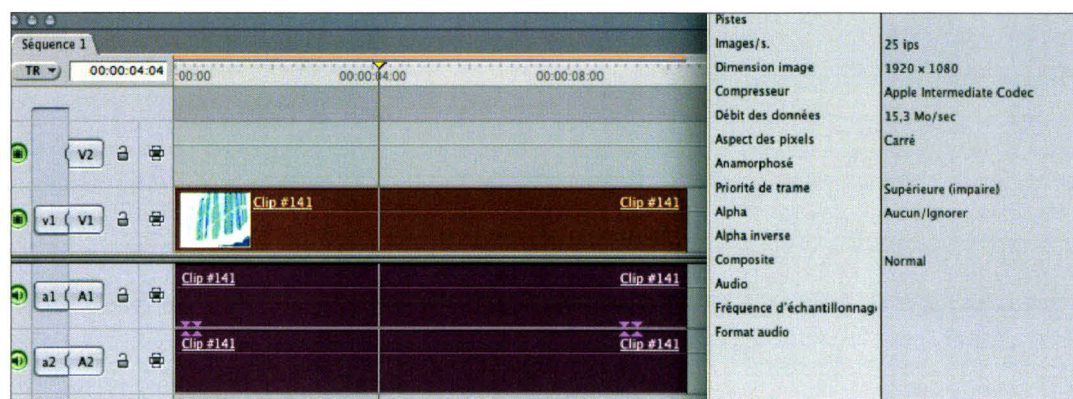 Séquence 1
TR 00:00:04:04
:00:00 00:00:04:00 00:00:08:00
V2
v1 V1 Clip #141 Clip #141
a1 A1 Clip #141 Clip #141
a2 A2 Clip #141 Clip #141
Pistes
Images/s. 25 ips
Dimension image 1920 x 1080
Compresseur Apple Intermediate Codec
Débit des données 15,3 Mo/sec
Aspect des pixels Carré
Anamorphosé
Priorité de trame Supérieure (impaire)
Alpha Aucun/Ignorer
Alpha inverse
Composite Normal
Audio
Fréquence d'échantillonnag
Format audio